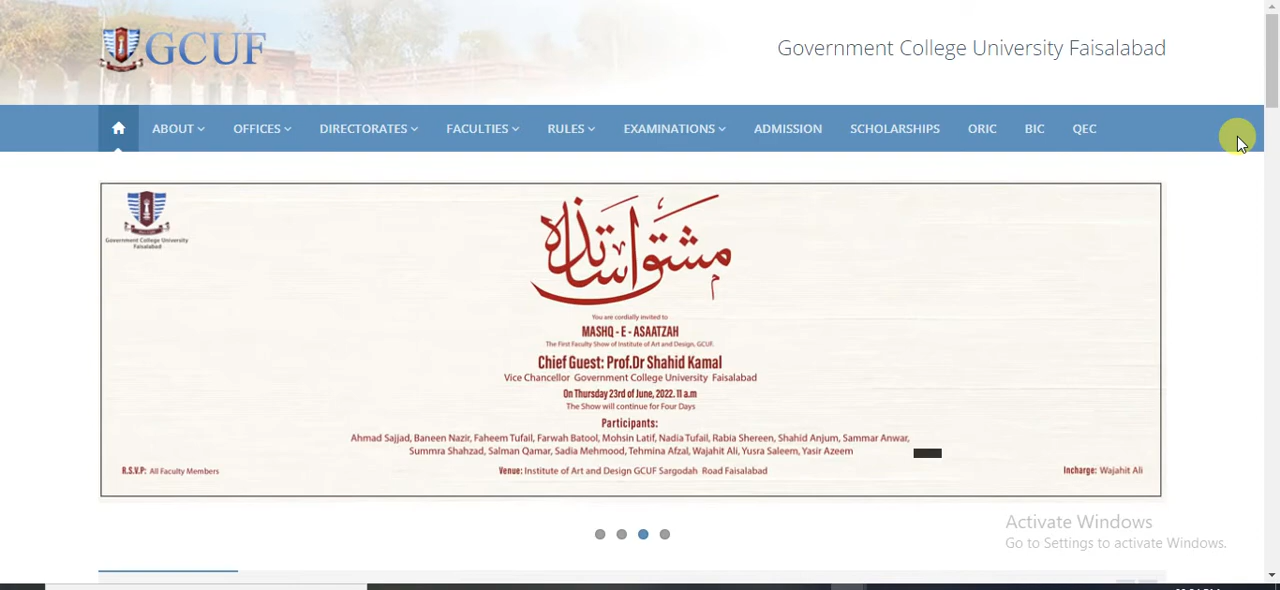 GCUF
Government College University Faisalabad
ABOUT
OFFICES
DIRECTORATES
FACULTIES
RULES
EXAMINATIONS
ADMISSION
SCHOLARSHIPS
ORIC
BIC
QEC
Government College University
Faisalabad
مشق اساتذہ
You are cordially invited to
MASHQ - E - ASAATZAH
The First Faculty Show of Institute of Art and Design, GCUF.
Chief Guest: Prof.Dr Shahid Kamal
Vice Chancellor Government College University Faisalabad
On Thursday 23rd of June, 2022. 11 a.m
The Show will continue for Four Days
Participants:
Ahmad Sajjad, Baneen Nazir, Faheem Tufail, Farwah Batool, Mohsin Latif, Nadia Tufail, Rabia Shereen, Shahid Anjum, Sammar Anwar,
Summra Shahzad, Salman Qamar, Sadia Mehmood, Tehmina Afzal, Wajahit Ali, Yusra Saleem, Yasir Azeem
R.S.V.P: All Faculty Members
Venue: Institute of Art and Design GCUF Sargodah Road Faisalabad
Incharge: Wajahit Ali
Activate Windows
Go to Settings to activate Windows.